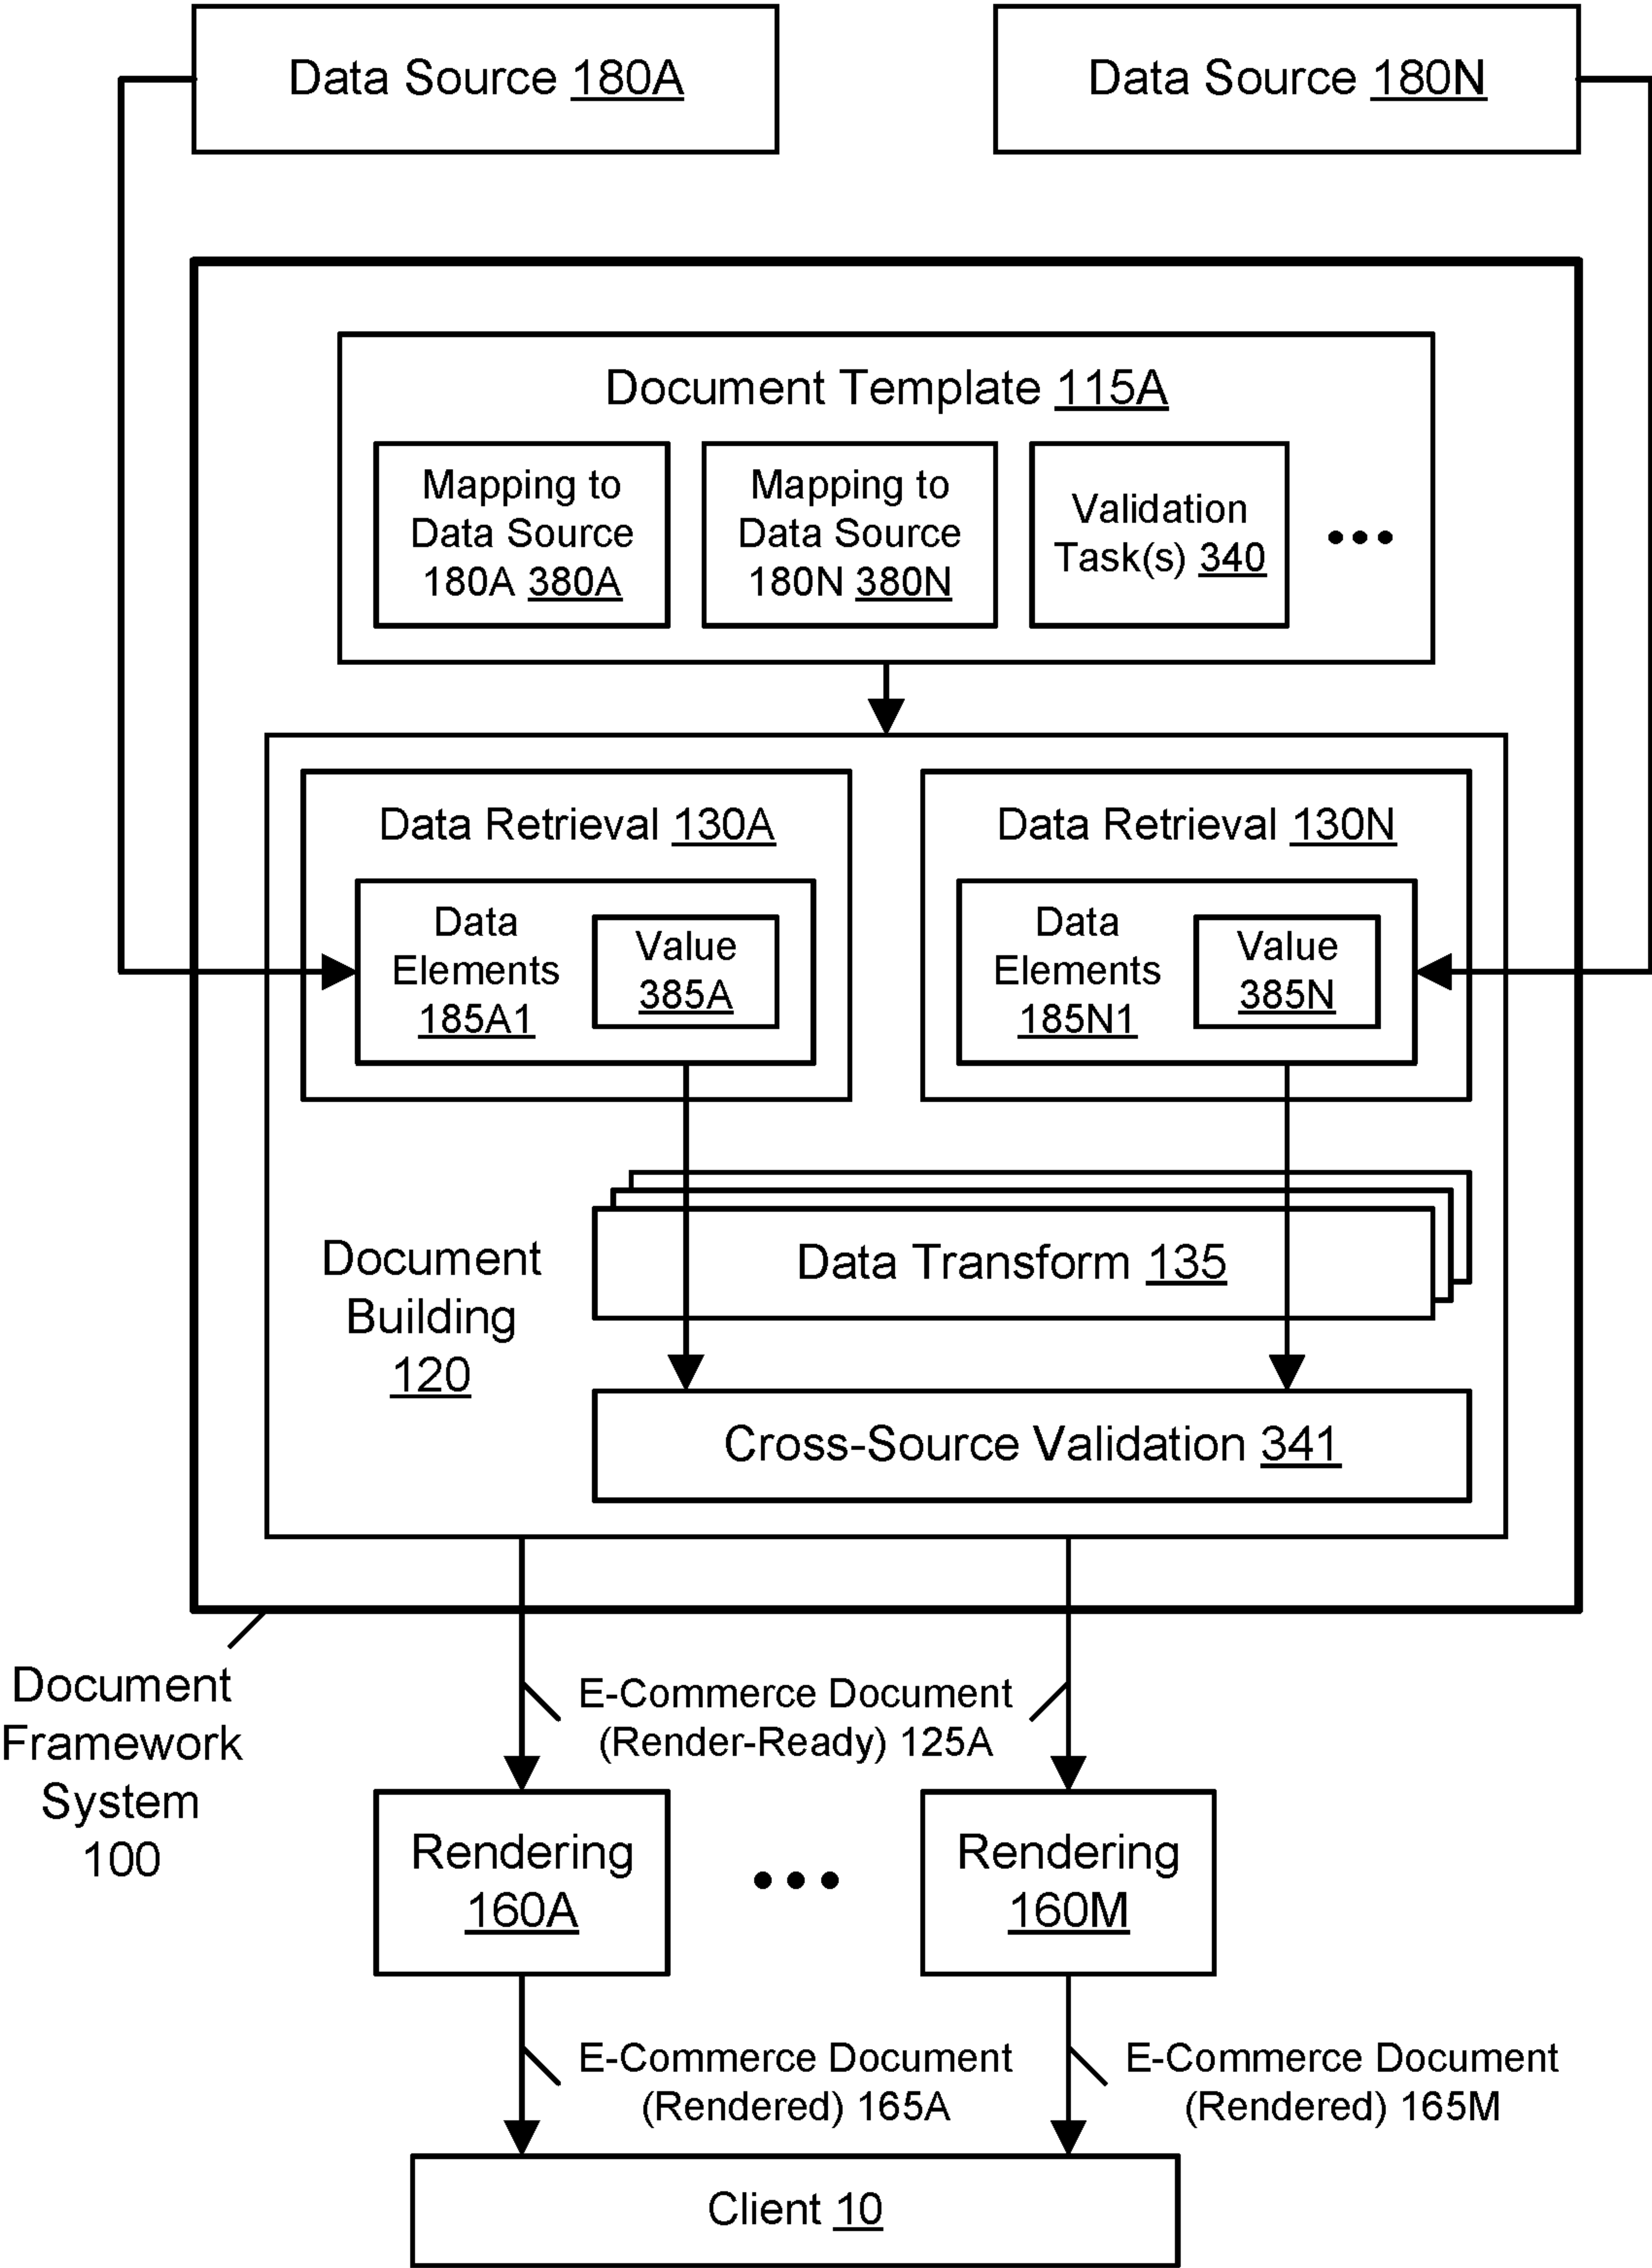 Data Source 180A
Data Source 180N
Document Template 115A
Mapping to
Data Source
180A 380A
Mapping to
Data Source
180N 380N
Validation
Task(s) 340
•••
Data Retrieval 130A
Data Elements
185A1
Value
385A
Data Retrieval 130N
Data Elements
185N1
Value
385N
Data Transform 135
Document
Building
120
Cross-Source Validation 341
Document
Framework
System
100
E-Commerce Document
(Render-Ready) 125A
Rendering
160A
•••
Rendering
160M
E-Commerce Document
(Rendered) 165A
E-Commerce Document
(Rendered) 165M
Client 10